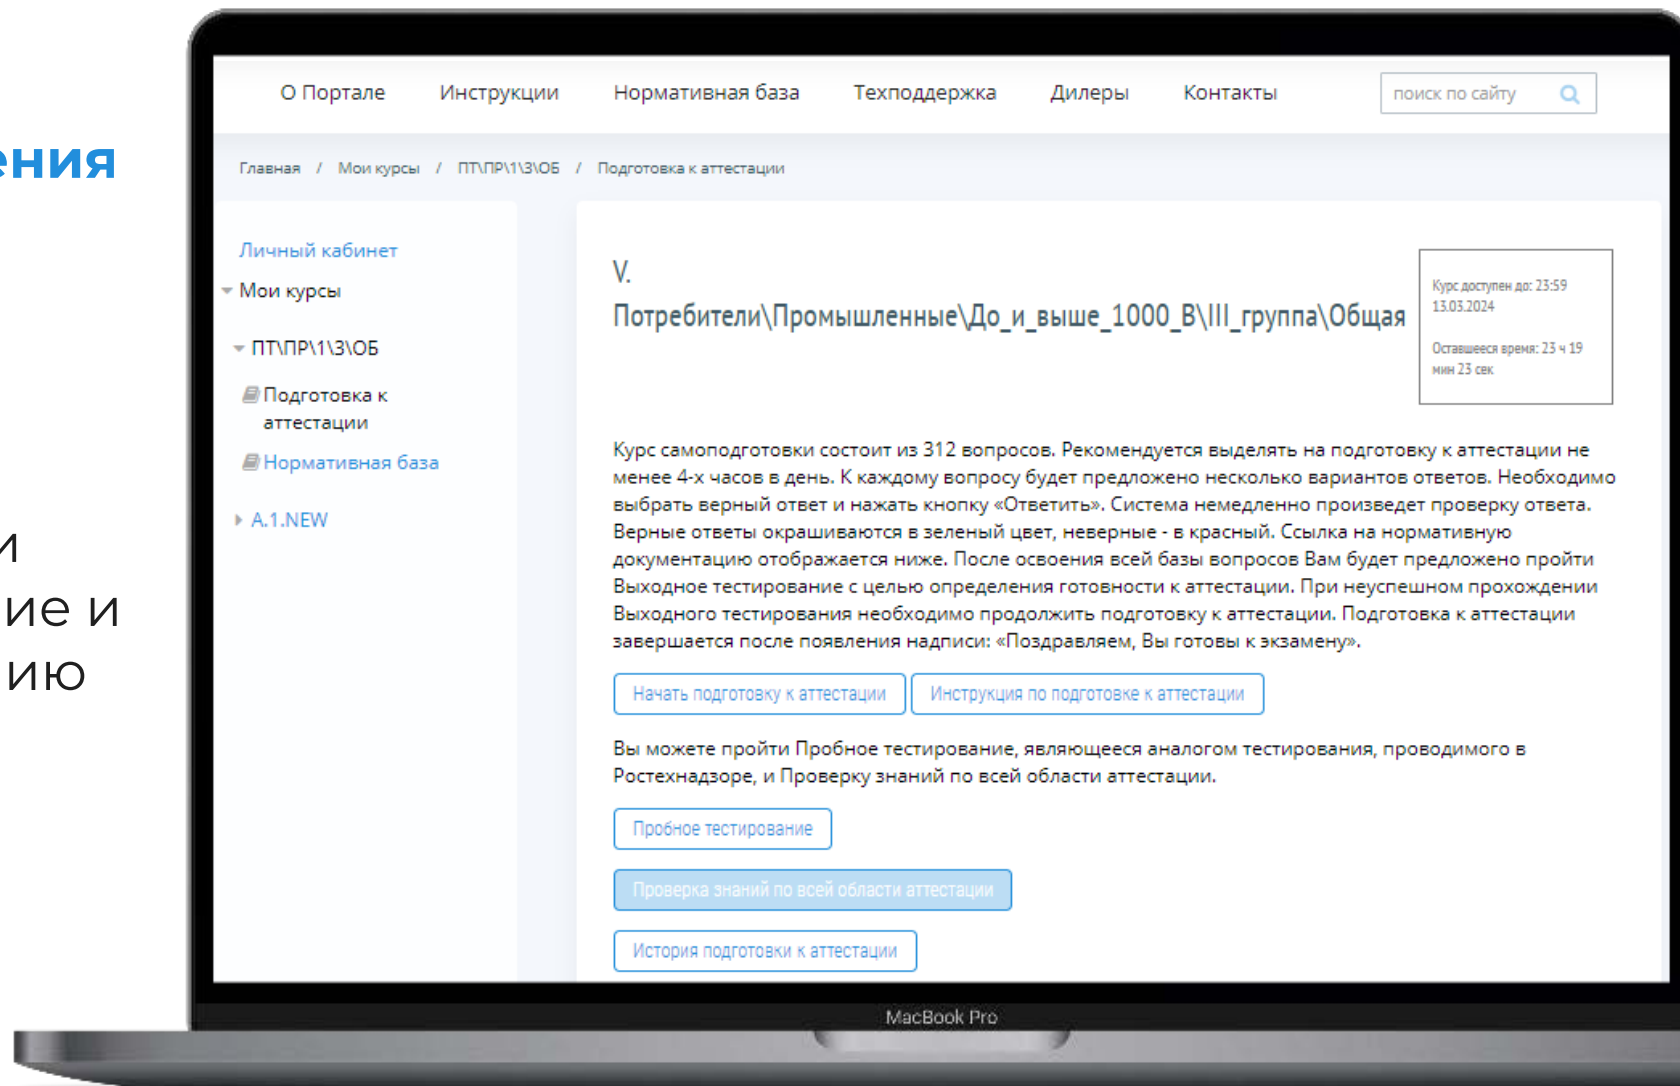 О Портале Инструкции Нормативная база Техподдержка Дилеры Контакты поиск по сайту
Главная / Мои курсы / ПТ\ПР\1\3\ОБ / Подготовка к аттестации
ения
и
ие и
ию
Личный кабинет
Мои курсы
ПТ\ПР\1\3\ОБ
Подготовка к
аттестации
Нормативная база
A.1.NEW
V.
Потребители\Промышленные\До_и_выше_1000_В\III_группа\Общая
Курс доступен до: 23:59
13.03.2024
Оставшееся время: 23 ч 19
мин 23 сек
Курс самоподготовки состоит из 312 вопросов. Рекомендуется выделять на подготовку к аттестации не
менее 4-х часов в день. К каждому вопросу будет предложено несколько вариантов ответов. Необходимо
выбрать верный ответ и нажать кнопку «Ответить». Система немедленно произведет проверку ответа.
Верные ответы окрашиваются в зеленый цвет, неверные - в красный. Ссылка на нормативную
документацию отображается ниже. После освоения всей базы вопросов Вам будет предложено пройти
Выходное тестирование с целью определения готовности к аттестации. При неуспешном прохождении
Выходного тестирования необходимо продолжить подготовку к аттестации. Подготовка к аттестации
завершается после появления надписи: «Поздравляем, Вы готовы к экзамену».
Начать подготовку к аттестации Инструкция по подготовке к аттестации
Вы можете пройти Пробное тестирование, являющееся аналогом тестирования, проводимого в
Ростехнадзоре, и Проверку знаний по всей области аттестации.
Пробное тестирование
Проверка знаний по всей области аттестации
История подготовки к аттестации
MacBook Pro